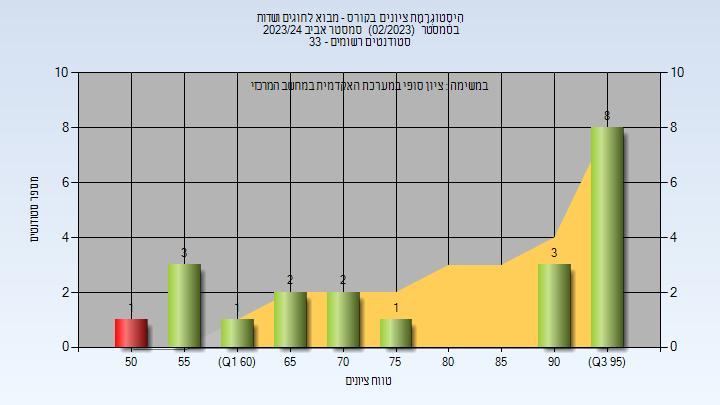 היסטוגרמת ציונים בקורס - מבוא לחוגים ושדות
בסמסטר (02/2023) סמסטר אביב 2023/24
סטודנטים רשומים - 33
במשימה : ציון סופי במערכת האקדמית במחשב המרכזי
10 10
8 8
6 6
4 4
2 2
0 0
1 3 1 2 2 1 3 8
מספר סטודנטים
50 55 (Q1 60) 65 70 75 80 85 90 (Q3 95)
טווח ציונים